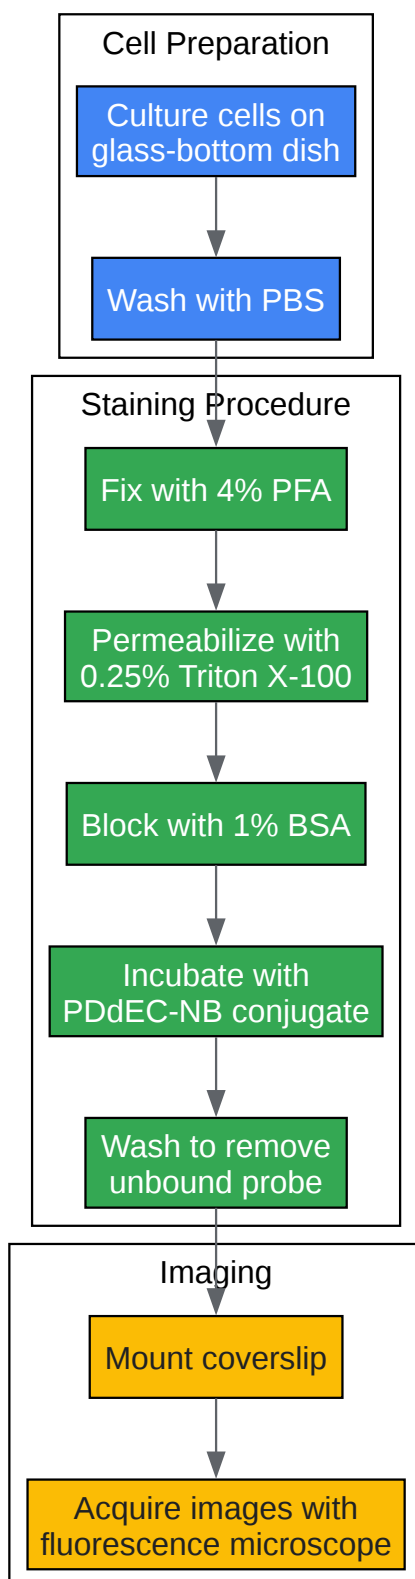 Cell Preparation
Culture cells on
glass-bottom dish
Wash with PBS
Staining Procedure
Fix with 4% PFA
Permeabilize with
0.25% Triton X-100
Block with 1% BSA
Incubate with
PDdEC-NB conjugate
Wash to remove
unbound probe
Imaging
Mount coverslip
Acquire images with
fluorescence microscope